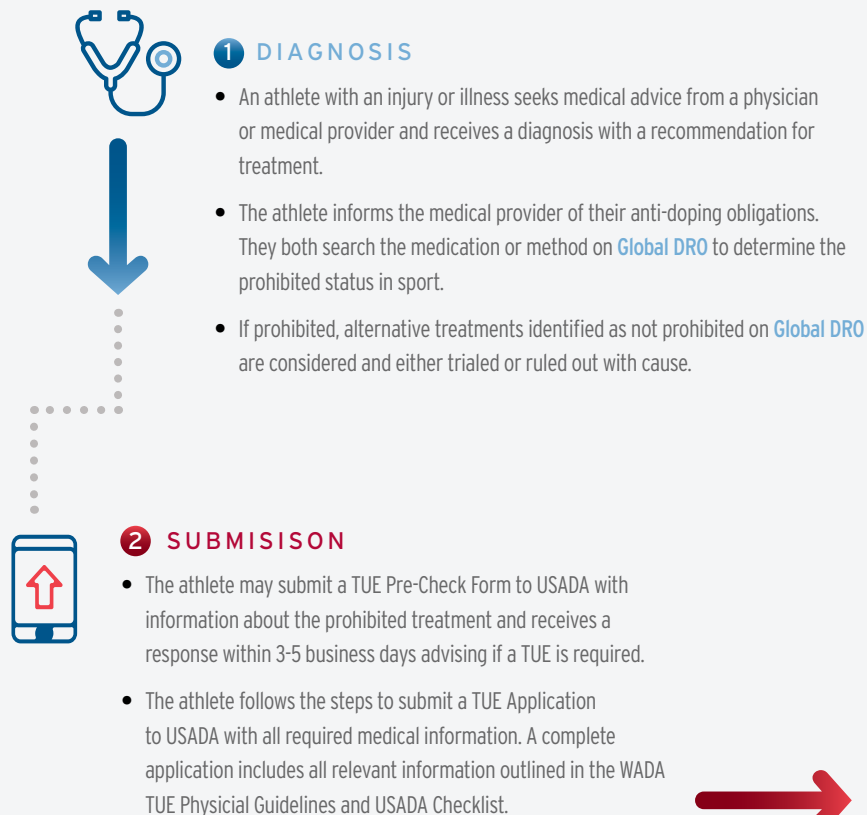 1 DIAGNOSIS
• An athlete with an injury or illness seeks medical advice from a physician
or medical provider and receives a diagnosis with a recommendation for
treatment.
• The athlete informs the medical provider of their anti-doping obligations.
They both search the medication or method on Global DRO to determine the
prohibited status in sport.
• If prohibited, alternative treatments identified as not prohibited on Global DRO
are considered and either trialed or ruled out with cause.
2 SUBMISISON
• The athlete may submit a TUE Pre-Check Form to USADA with
information about the prohibited treatment and receives a
response within 3-5 business days advising if a TUE is required.
• The athlete follows the steps to submit a TUE Application
to USADA with all required medical information. A complete
application includes all relevant information outlined in the WADA
TUE Physicial Guidelines and USADA Checklist.